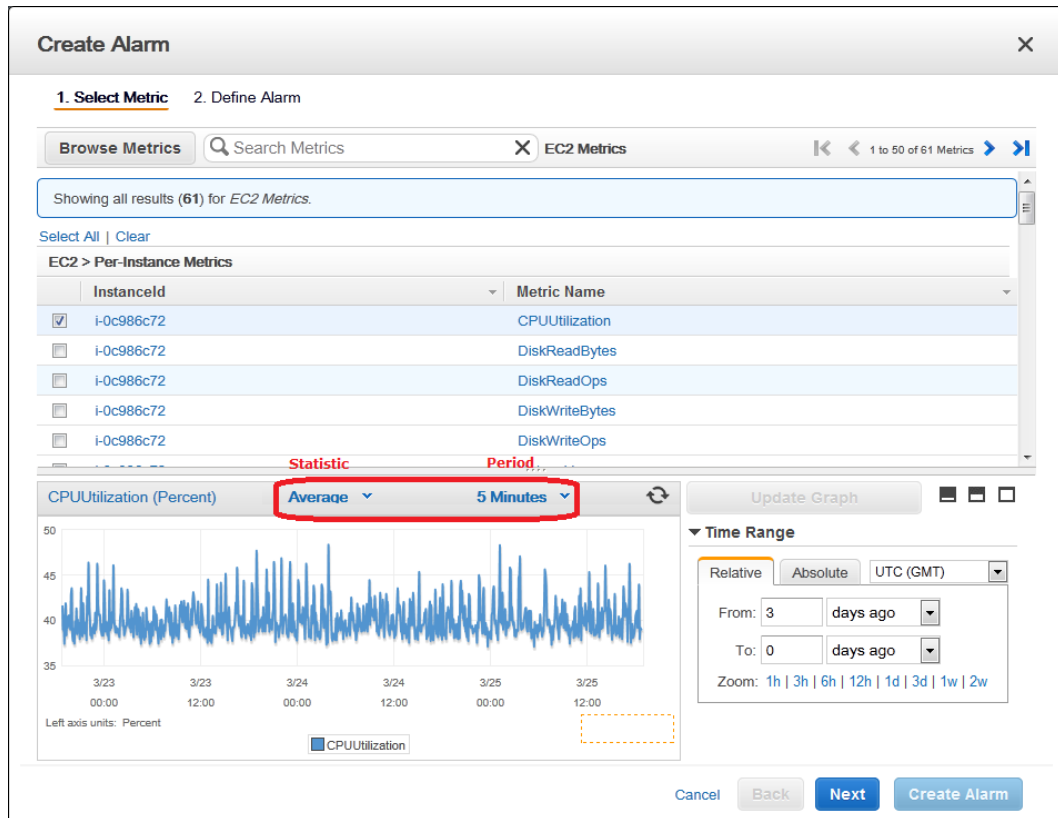 Create Alarm
1. Select Metric 2. Define Alarm
Browse Metrics Search Metrics X EC2 Metrics 1 to 50 of 61 Metrics
Showing all results (61) for EC2 Metrics.
Select All | Clear
EC2 > Per-Instance Metrics
InstanceId Metric Name
i-0c986c72 CPUUtilization
i-0c986c72 DiskReadBytes
i-0c986c72 DiskReadOps
i-0c986c72 DiskWriteBytes
i-0c986c72 DiskWriteOps
Statistic Period
CPUUtilization (Percent) Average 5 Minutes Update Graph
Time Range
Relative Absolute UTC (GMT)
From: 3 days ago
To: 0 days ago
Zoom: 1h | 3h | 6h | 12h | 1d | 3d | 1w | 2w
50
45
40
35
3/23 3/23 3/24 3/24 3/25 3/25
00:00 12:00 00:00 12:00 00:00 12:00
Left axis units: Percent
CPUUtilization
Cancel Back Next Create Alarm